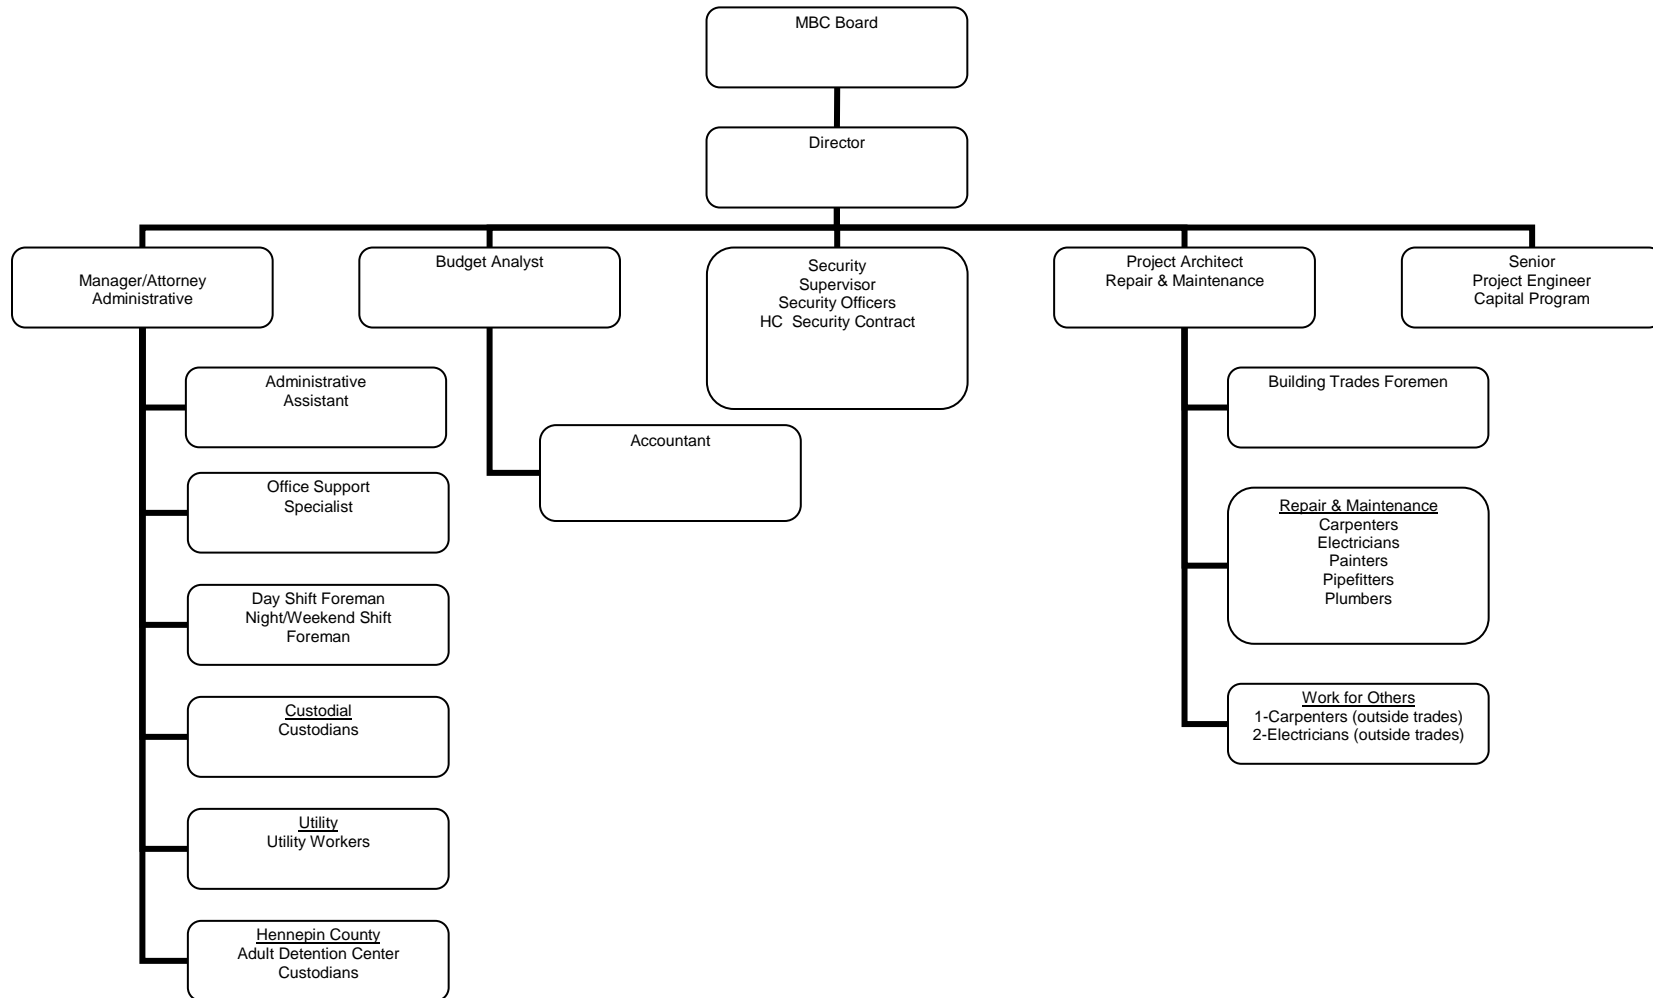 MBC Board
Director
Manager/Attorney
Administrative
Budget Analyst
Security
Supervisor
Security Officers
HC  Security Contract
Project Architect
Repair & Maintenance
Senior
Project Engineer
Capital Program
Administrative
Assistant
Office Support
Specialist
Day Shift Foreman
Night/Weekend Shift
Foreman
Custodial
Custodians
Utility
Utility Workers
Hennepin County
Adult Detention Center
Custodians
Accountant
Building Trades Foremen
Repair & Maintenance
Carpenters
Electricians
Painters
Pipefitters
Plumbers
Work for Others
1-Carpenters (outside trades)
2-Electricians (outside trades)